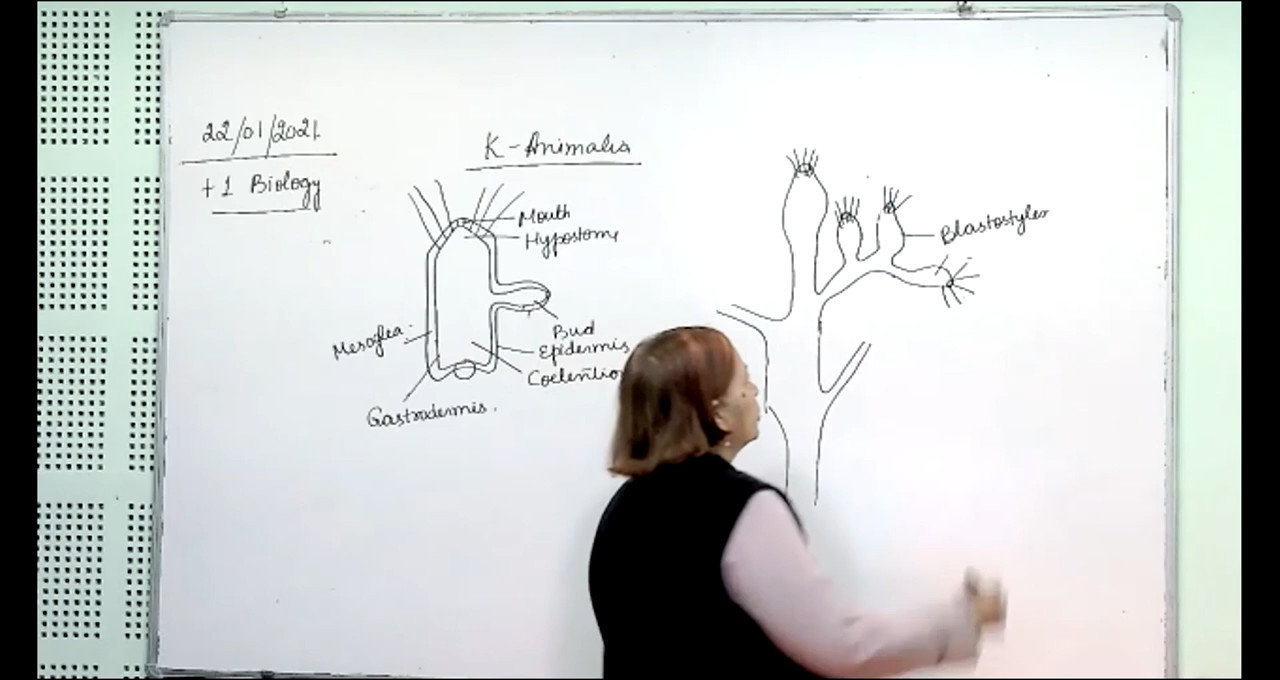 22/01/2021
+1 Biology
K-Animalia
Mouth
Hypostome
Bud
Epidermis
Mesoglea.
Gastrodermis.
Blastostyles